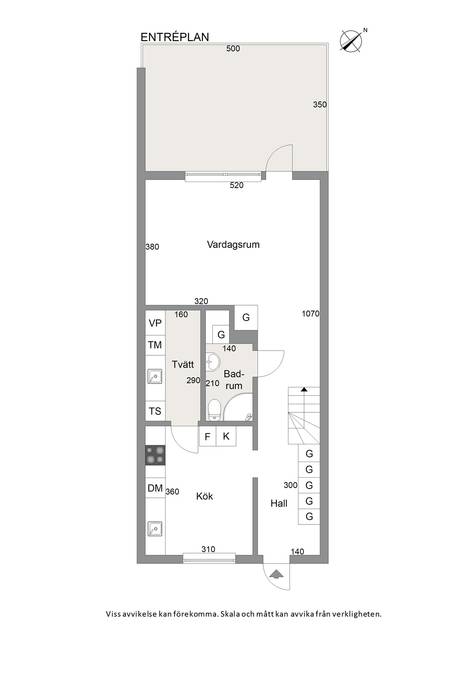 N
ENTRÉPLAN
500
350
520
380
Vardagsrum
320
1070
160
VP
G
TM
G
140
Tvätt
Bad-
rum
290
210
TS
F
K
G
G
DM
360
300
G
Kök
Hall
G
G
310
140
Viss avvikelse kan förekomma. Skala och mått kan avvika från verkligheten.